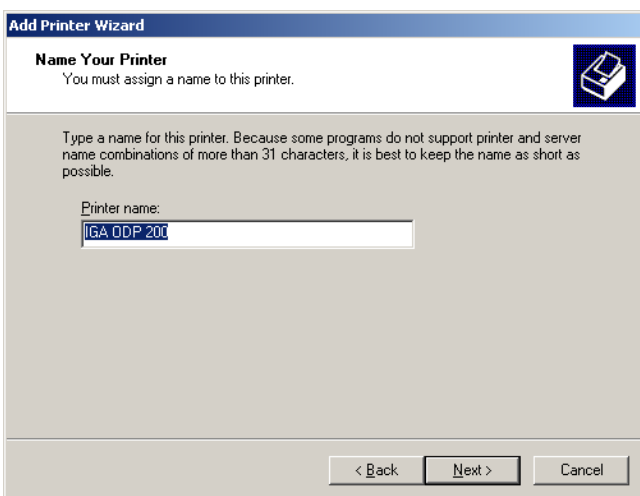 Add Printer Wizard
Name Your Printer
You must assign a name to this printer.
Type a name for this printer. Because some programs do not support printer and server
name combinations of more than 31 characters, it is best to keep the name as short as
possible.
Printer name:
IGA ODP 200
< Back Next > Cancel